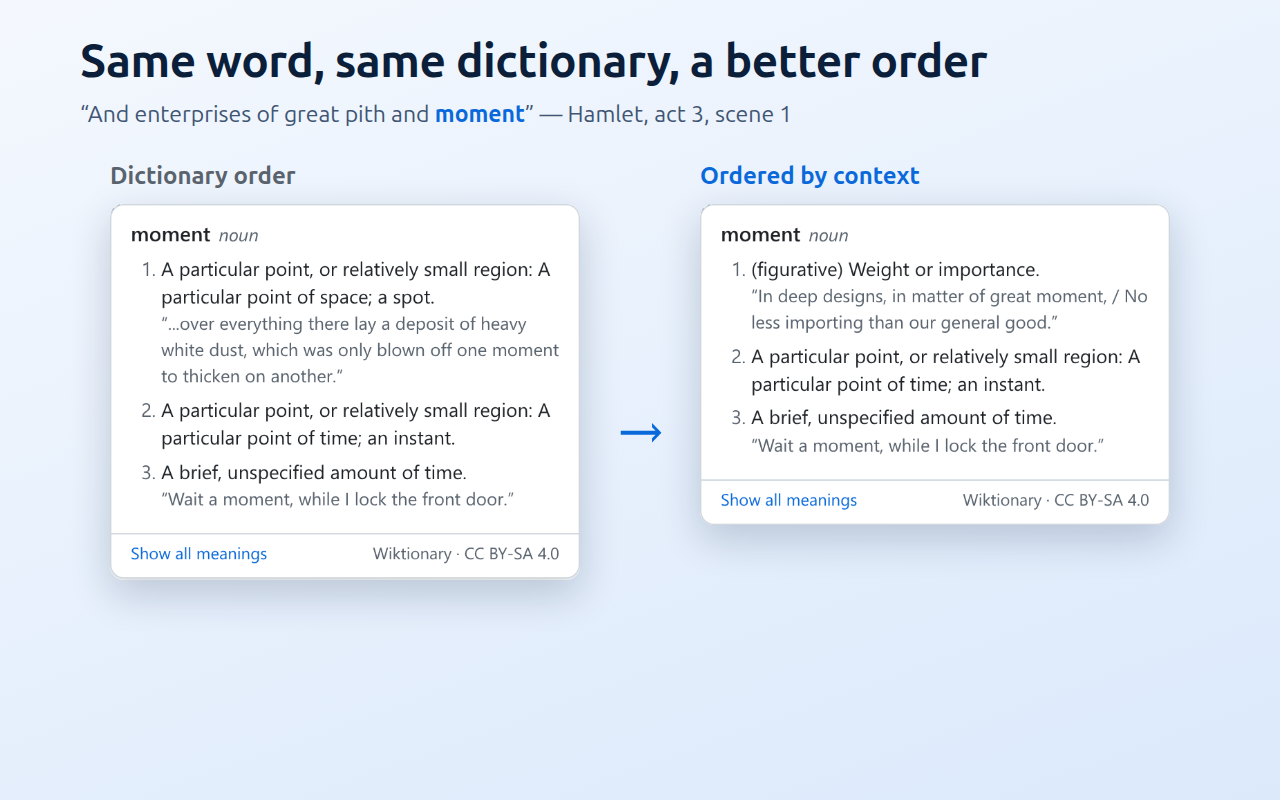 Same word, same dictionary, a better order
“And enterprises of great pith and moment” — Hamlet, act 3, scene 1
Dictionary order
moment noun
1. A particular point, or relatively small region: A
particular point of space; a spot.
“...over everything there lay a deposit of heavy
white dust, which was only blown off one moment
to thicken on another.”
2. A particular point, or relatively small region: A
particular point of time; an instant.
3. A brief, unspecified amount of time.
“Wait a moment, while I lock the front door.”
Show all meanings Wiktionary · CC BY-SA 4.0
→
Ordered by context
moment noun
1. (figurative) Weight or importance.
“In deep designs, in matter of great moment, / No
less importing than our general good.”
2. A particular point, or relatively small region: A
particular point of time; an instant.
3. A brief, unspecified amount of time.
“Wait a moment, while I lock the front door.”
Show all meanings Wiktionary · CC BY-SA 4.0